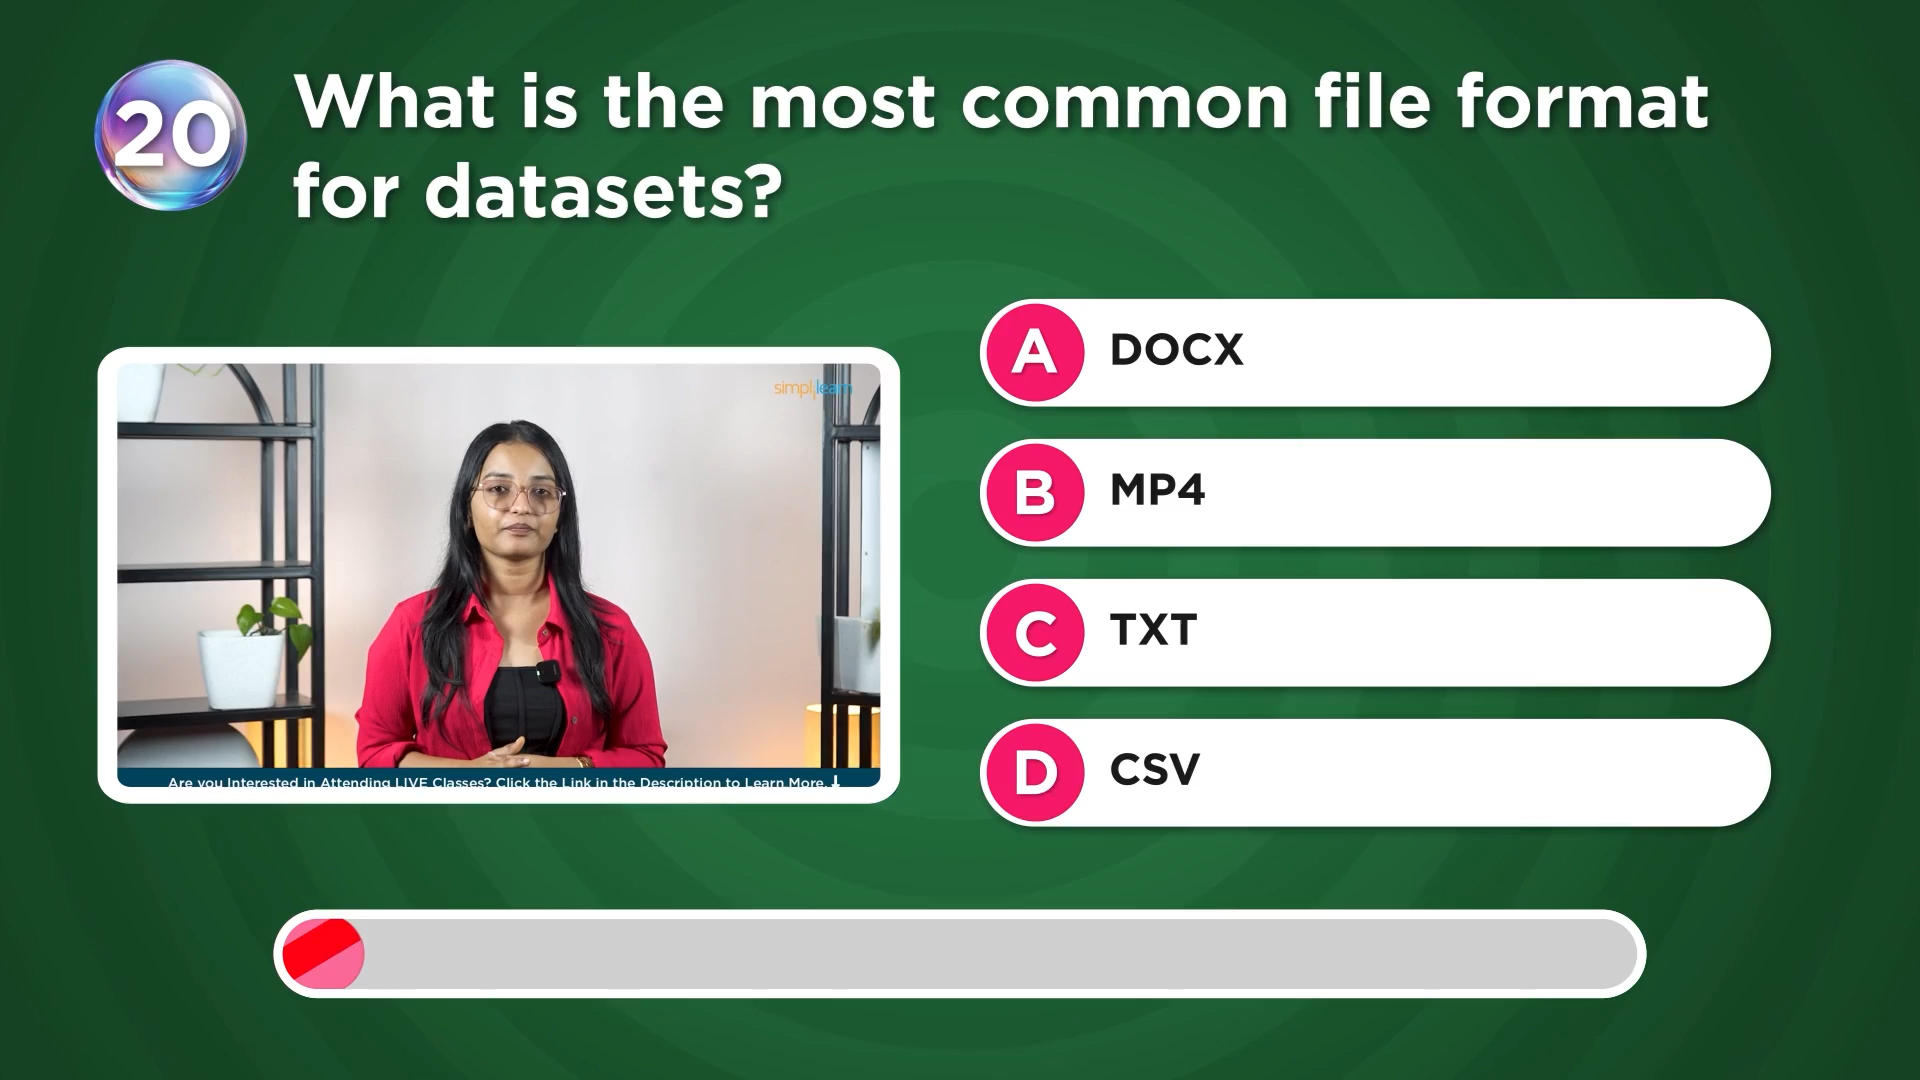 20
What is the most common file format
for datasets?
simplilearn
A DOCX
B MP4
C TXT
D CSV
Are you Interested in Attending LIVE Classes? Click the Link in the Description to Learn More.